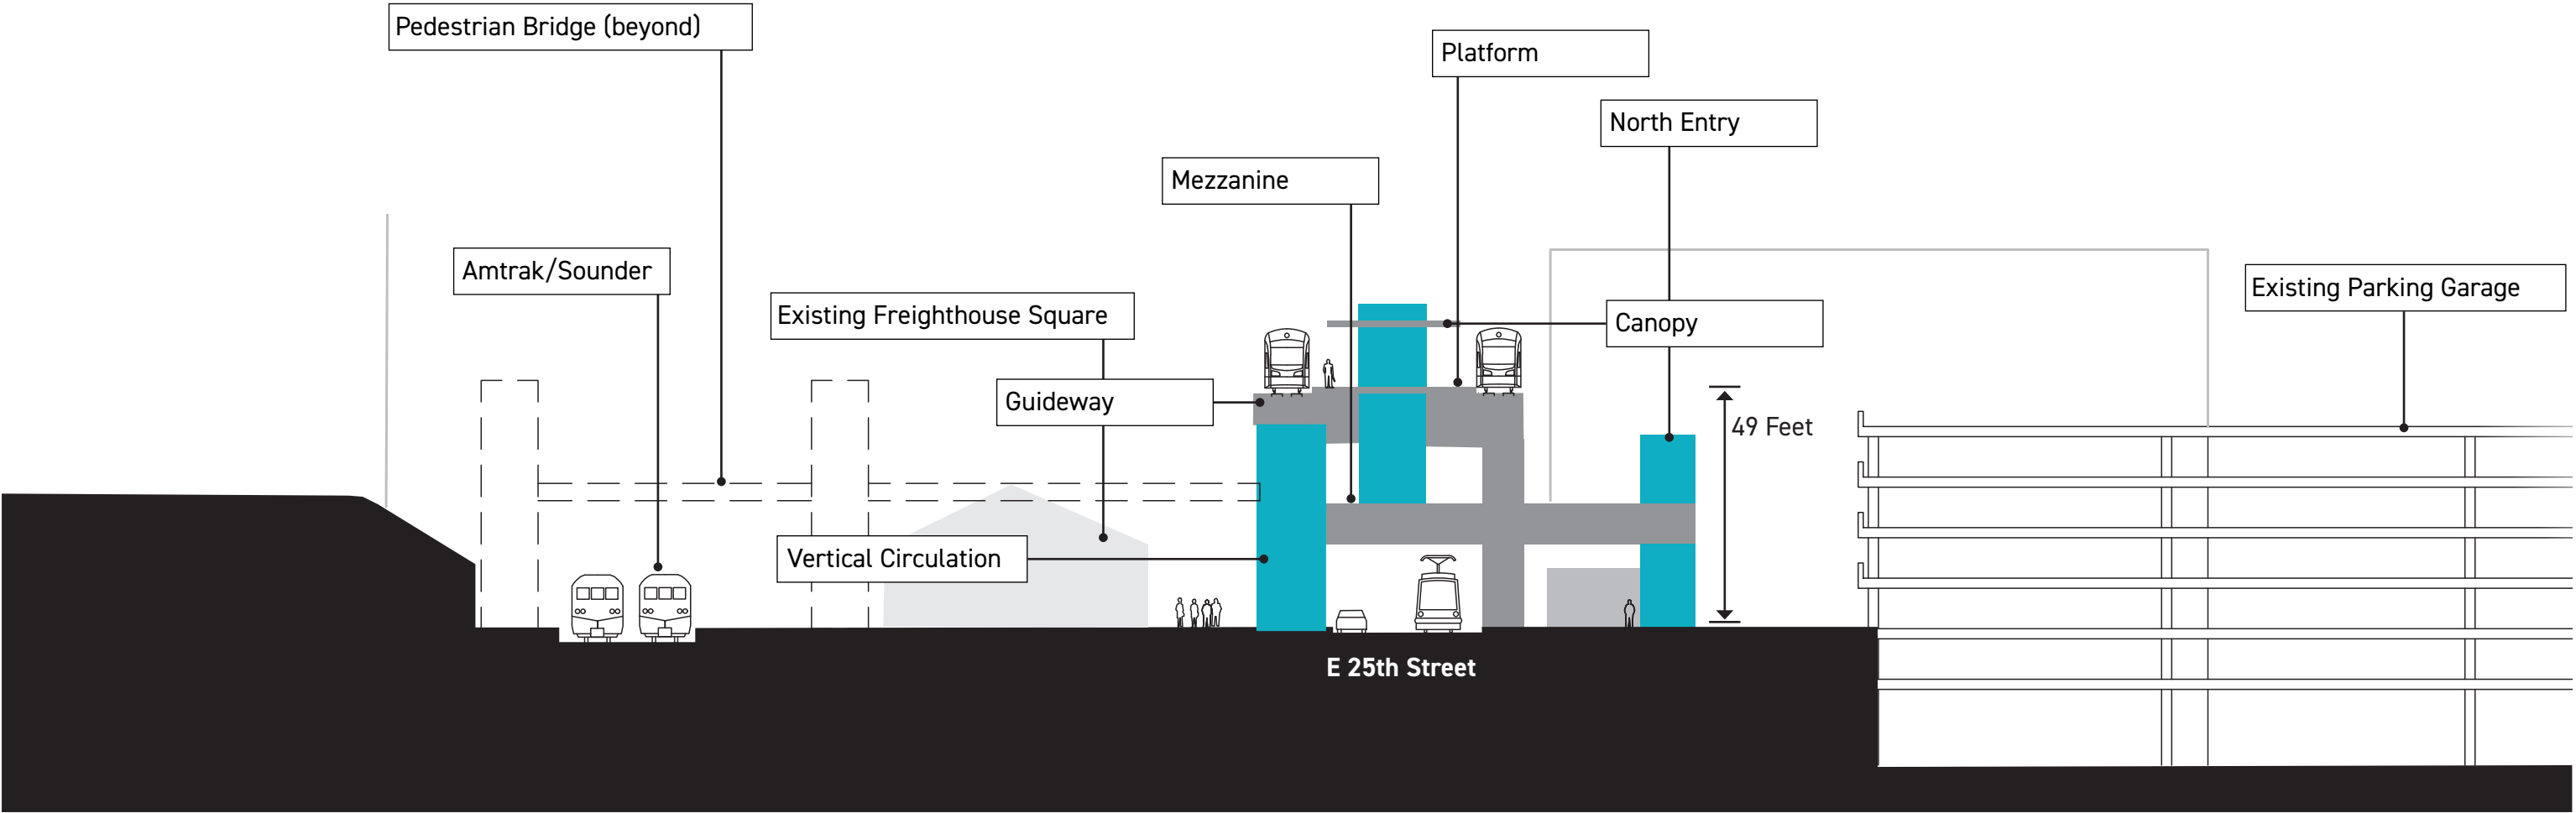 Pedestrian Bridge (beyond)
Platform
North Entry
Mezzanine
Amtrak/Sounder
Existing Parking Garage
Existing Freighthouse Square
Canopy
Guideway
49 Feet
Vertical Circulation
E 25th Street